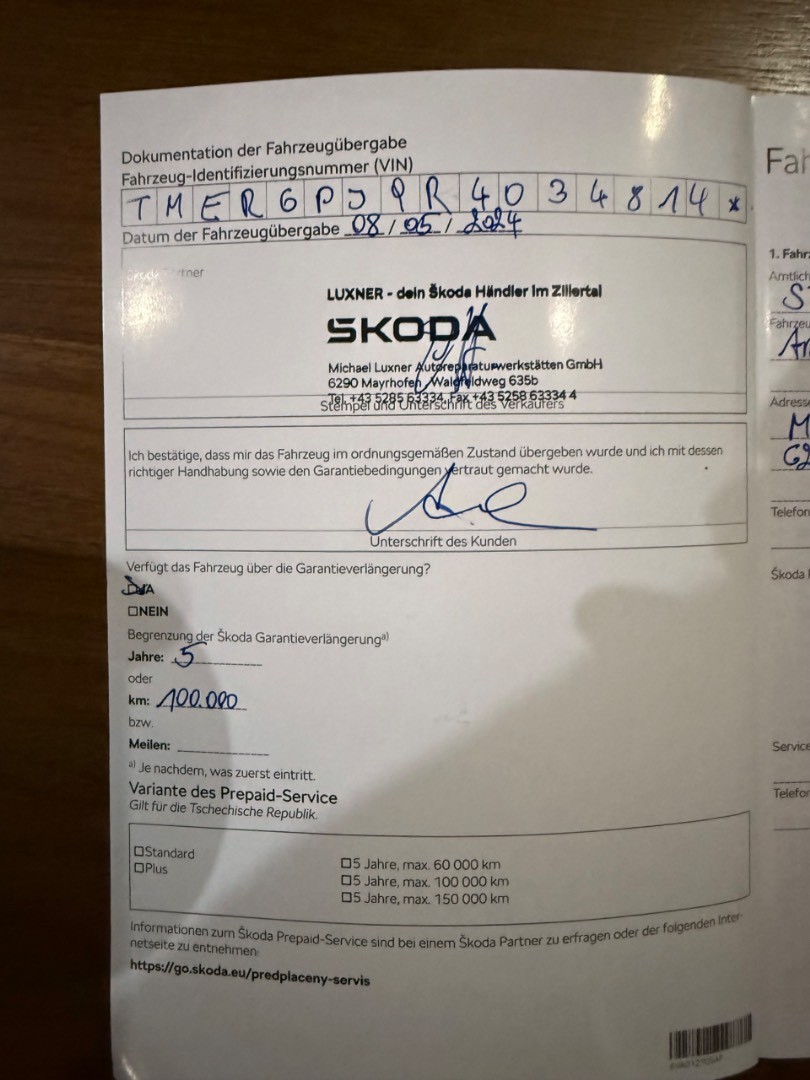 Dokumentation der Fahrzeugübergabe
Fahrzeug-Identifizierungsnummer (VIN)
TMERGPJ9R4034814*
Datum der Fahrzeugübergabe 08/05/2024
LUXNER - dein Škoda Händler im Zillertal
SKODA
Michael Luxner Autoreparaturwerkstätten GmbH
6290 Mayrhofen, Waldfeldweg 635b
Tel. +43 5285 63334, Fax +43 5258 63334 4
Stempel und Unterschrift des Verkäufers
Ich bestätige, dass mir das Fahrzeug im ordnungsgemäßen Zustand übergeben wurde und ich mit dessen
richtiger Handhabung sowie den Garantiebedingungen vertraut gemacht wurde.
Unterschrift des Kunden
Verfügt das Fahrzeug über die Garantieverlängerung?
JA
☐NEIN
Begrenzung der Škoda Garantieverlängerung a)
Jahre: 5
oder
km: 100.000
bzw.
Meilen:
a) Je nachdem, was zuerst eintritt.
Variante des Prepaid-Service
Gilt für die Tschechische Republik.
☐Standard
☐Plus
☐5 Jahre, max. 60 000 km
☐5 Jahre, max. 100 000 km
☐5 Jahre, max. 150 000 km
Informationen zum Škoda Prepaid-Service sind bei einem Škoda Partner zu erfragen oder der folgenden Inter-
netseite zu entnehmen:
https://go.skoda.eu/predplaceny-servis
Fah
1. Fahrz
Amtlich
Fahrzeu
Adresse
Telefon
Škoda
Service
Telefon